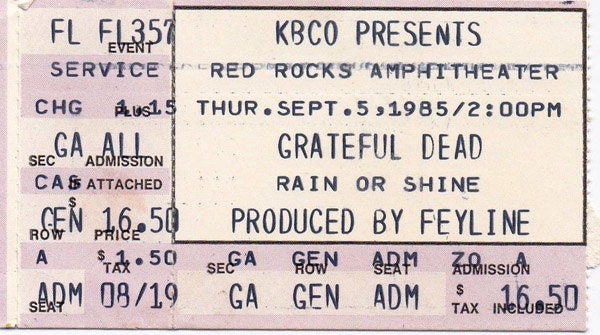 FL FL357
EVENT
SERVICE
CHG 1.15
PLUS
GA ALL
SEC ADMISSION
CA$
IF ATTACHED
$
GEN 16.50
ROW PRICE
A $ 1.50
TAX
ADM 08/19
SEAT
KBCO PRESENTS
RED ROCKS AMPHITHEATER
THUR.SEPT.5,1985/2:00PM
GRATEFUL DEAD
RAIN OR SHINE
PRODUCED BY FEYLINE
GA GEN ADM ZO A
SEC ROW SEAT ADMISSION
GA GEN ADM $ 16.50
TAX INCLUDED